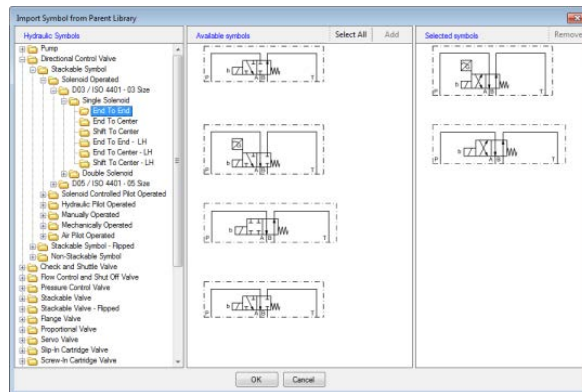 Import Symbol from Parent Library
Hydraulic Symbols
Available symbols
Select All
Add
Selected symbols
Remove
Pump
Directional Control Valve
Stackable Symbol
Solenoid Operated
D03 / ISO 4401 - 03 Size
Single Solenoid
End To End
End To Center
Shift To Center
End To End - LH
End To Center - LH
Shift To Center - LH
Double Solenoid
D05 / ISO 4401 - 05 Size
Solenoid Controlled Pilot Operated
Hydraulic Pilot Operated
Manually Operated
Mechanically Operated
Air Pilot Operated
Stackable Symbol - Flipped
Non-Stackable Symbol
Check and Shuttle Valve
Flow Control and Shut Off Valve
Pressure Control Valve
Stackable Valve
Stackable Valve - Flipped
Flange Valve
Proportional Valve
Servo Valve
Slip-In Cartridge Valve
Screw-In Cartridge Valve
b
P A B T
b
P A B T
b
P A B T
b
P A B T
b
P A B T
b
P A B T
OK
Cancel